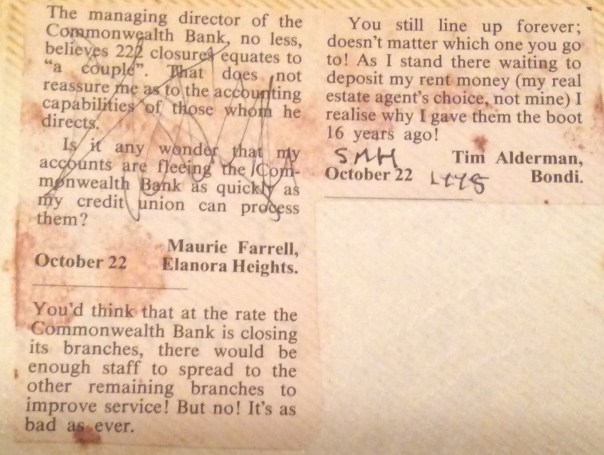 The managing director of the
Commonwealth Bank, no less,
believes 222 closures equates to
"a couple". That does not
reassure me as to the accounting
capabilities of those whom he
directs.
Is it any wonder that my
accounts are fleeing the Com-
monwealth Bank as quickly as
my credit union can process
them?
Maurie Farrell,
October 22 Elanora Heights.
You'd think that at the rate the
Commonwealth Bank is closing
its branches, there would be
enough staff to spread to the
other remaining branches to
improve service! But no! It's as
bad as ever.
You still line up forever;
doesn't matter which one you go
to! As I stand there waiting to
deposit my rent money (my real
estate agent's choice, not mine) I
realise why I gave them the boot
16 years ago!
SMH Tim Alderman,
October 22 Bondi.